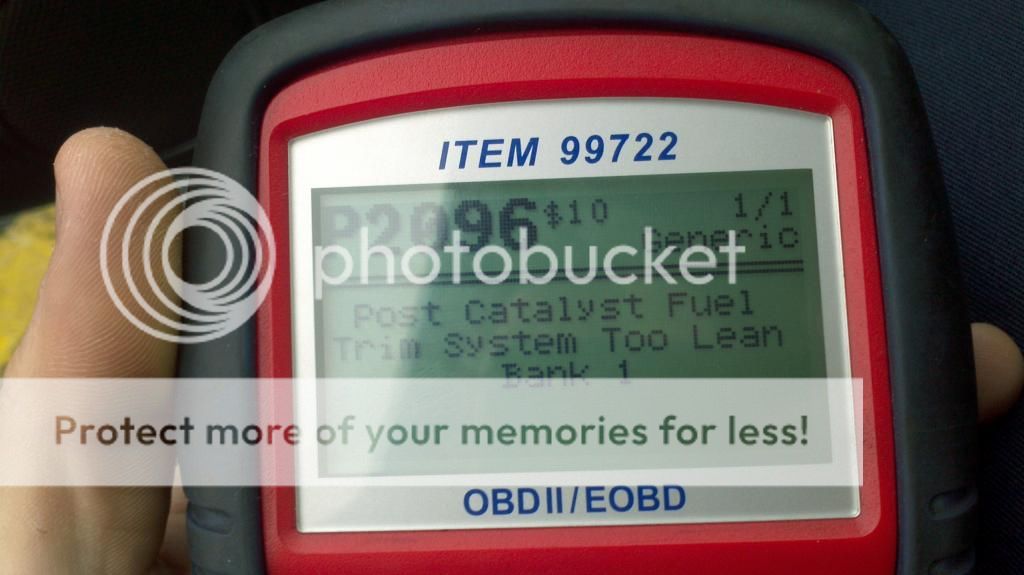 ITEM 99722
P2096 $10 1/1
Generic
photobucket
Post Catalyst Fuel
Trim System Too Lean
Bank 1
Protect more of your memories for less!
OBDII/EOBD